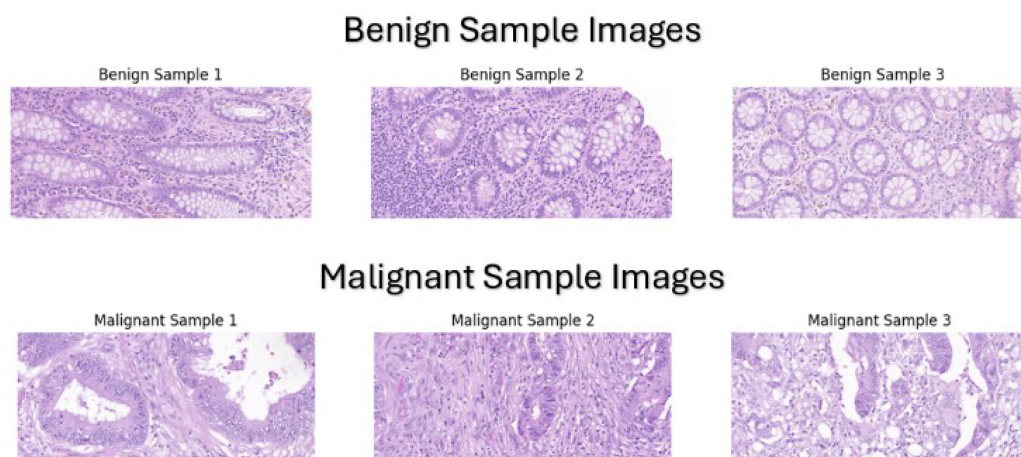 Benign Sample Images
Benign Sample 1
Benign Sample 2
Benign Sample 3
Malignant Sample Images
Malignant Sample 1
Malignant Sample 2
Malignant Sample 3